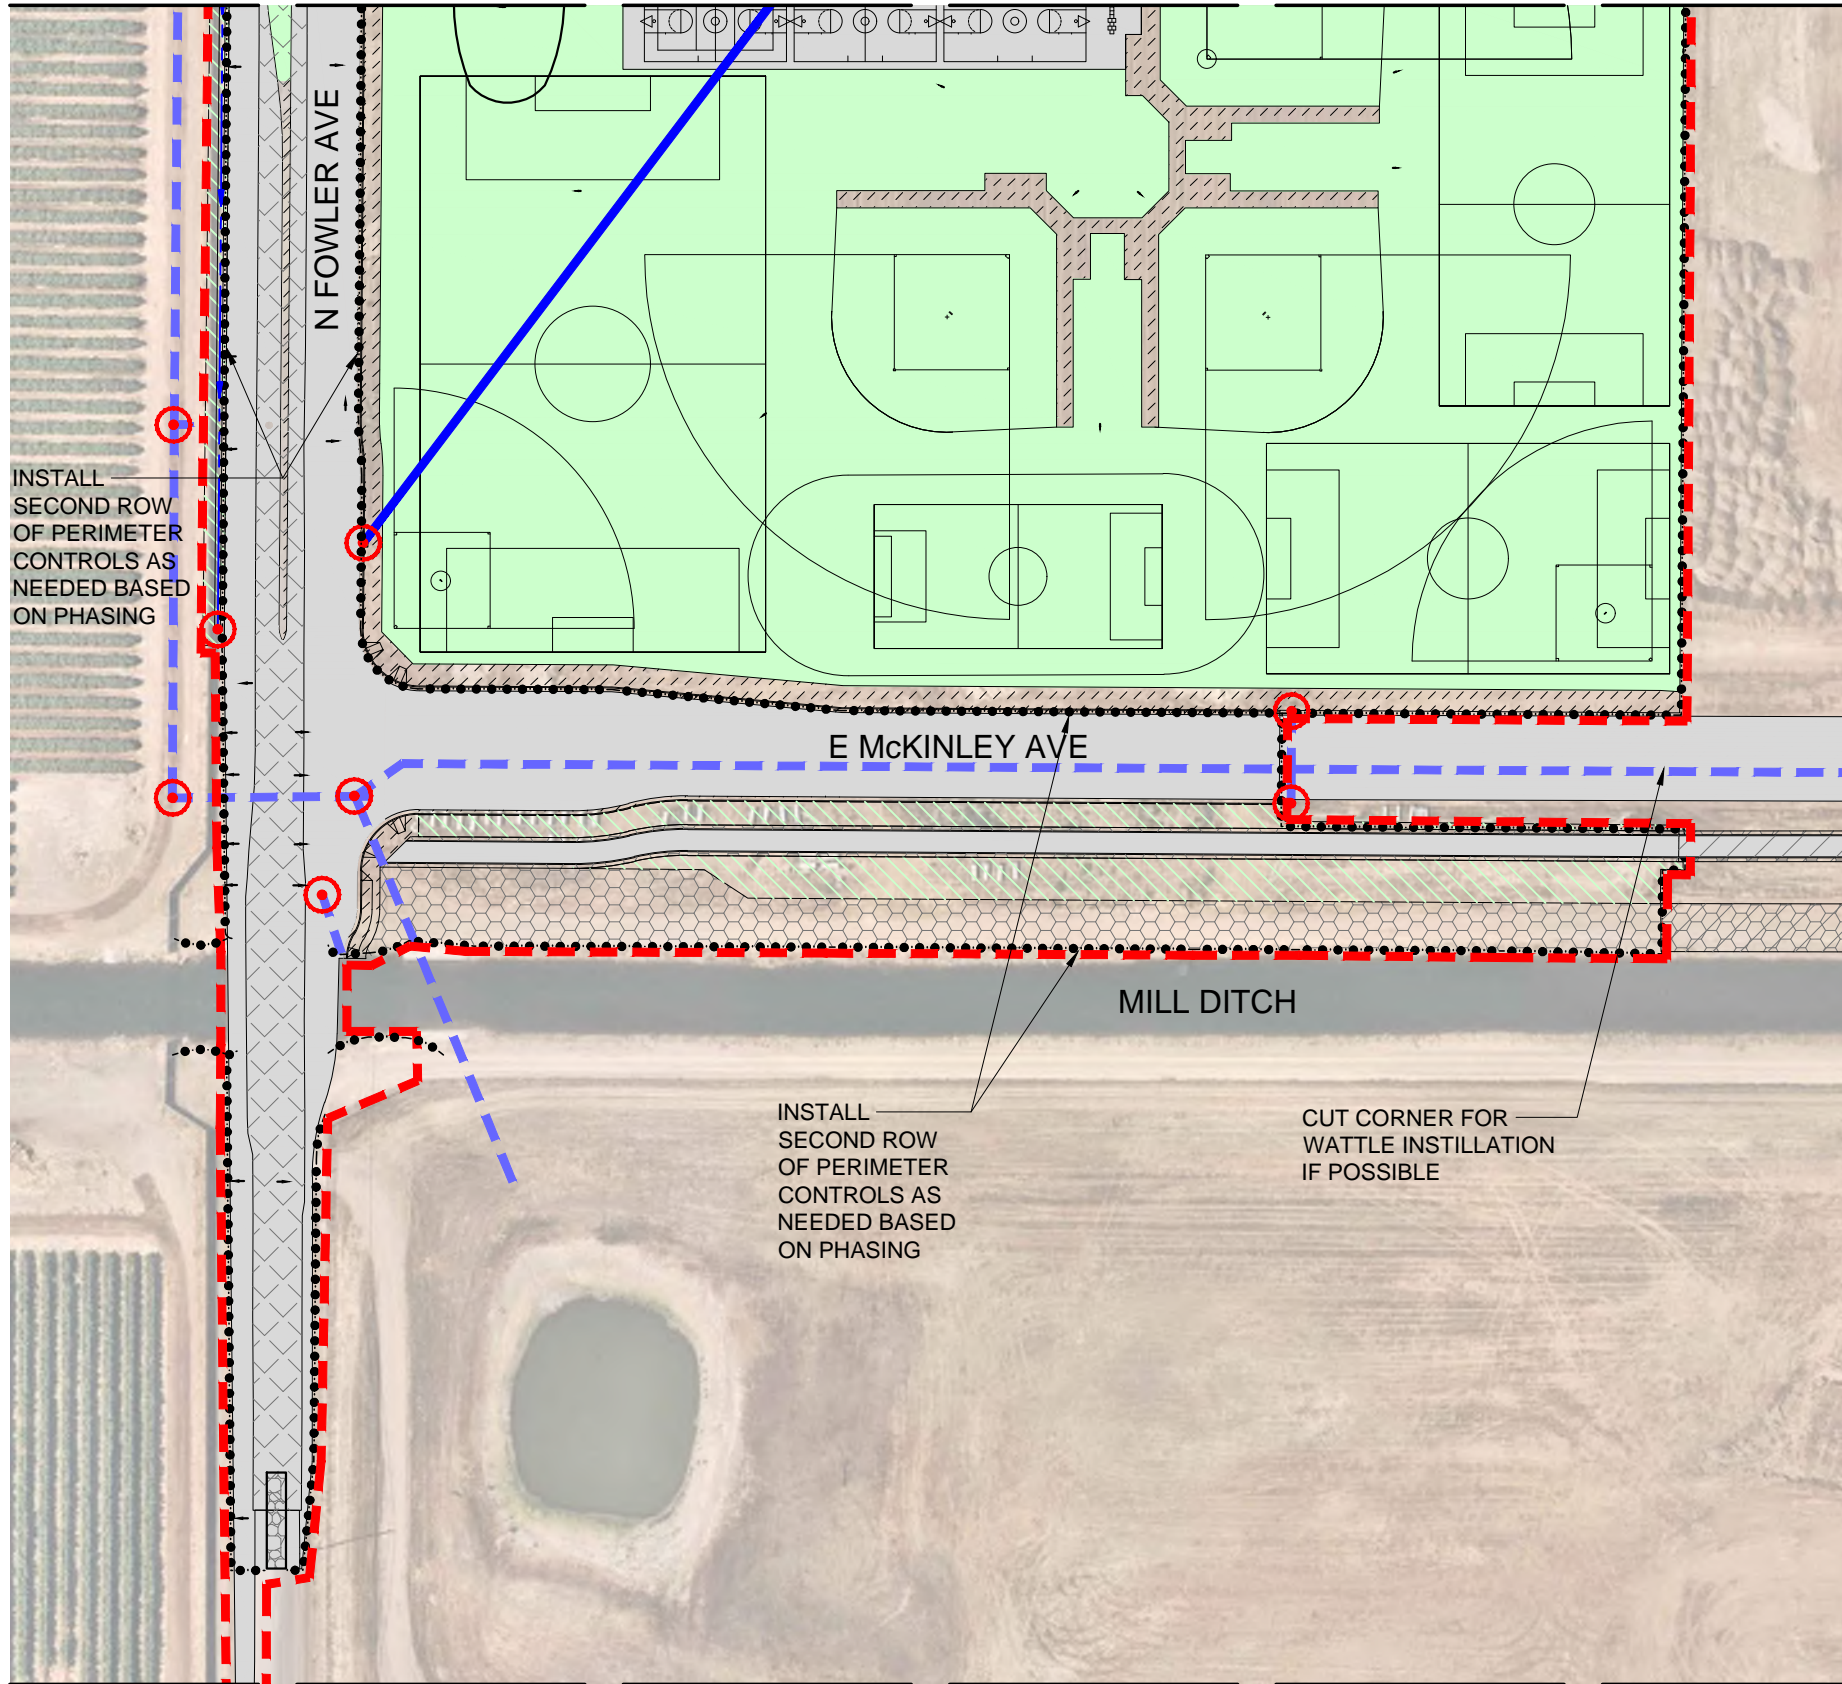 N FOWLER AVE
INSTALL
SECOND ROW
OF PERIMETER
CONTROLS AS
NEEDED BASED
ON PHASING
E McKINLEY AVE
MILL DITCH
INSTALL
SECOND ROW
OF PERIMETER
CONTROLS AS
NEEDED BASED
ON PHASING
CUT CORNER FOR
WATTLE INSTILLATION
IF POSSIBLE